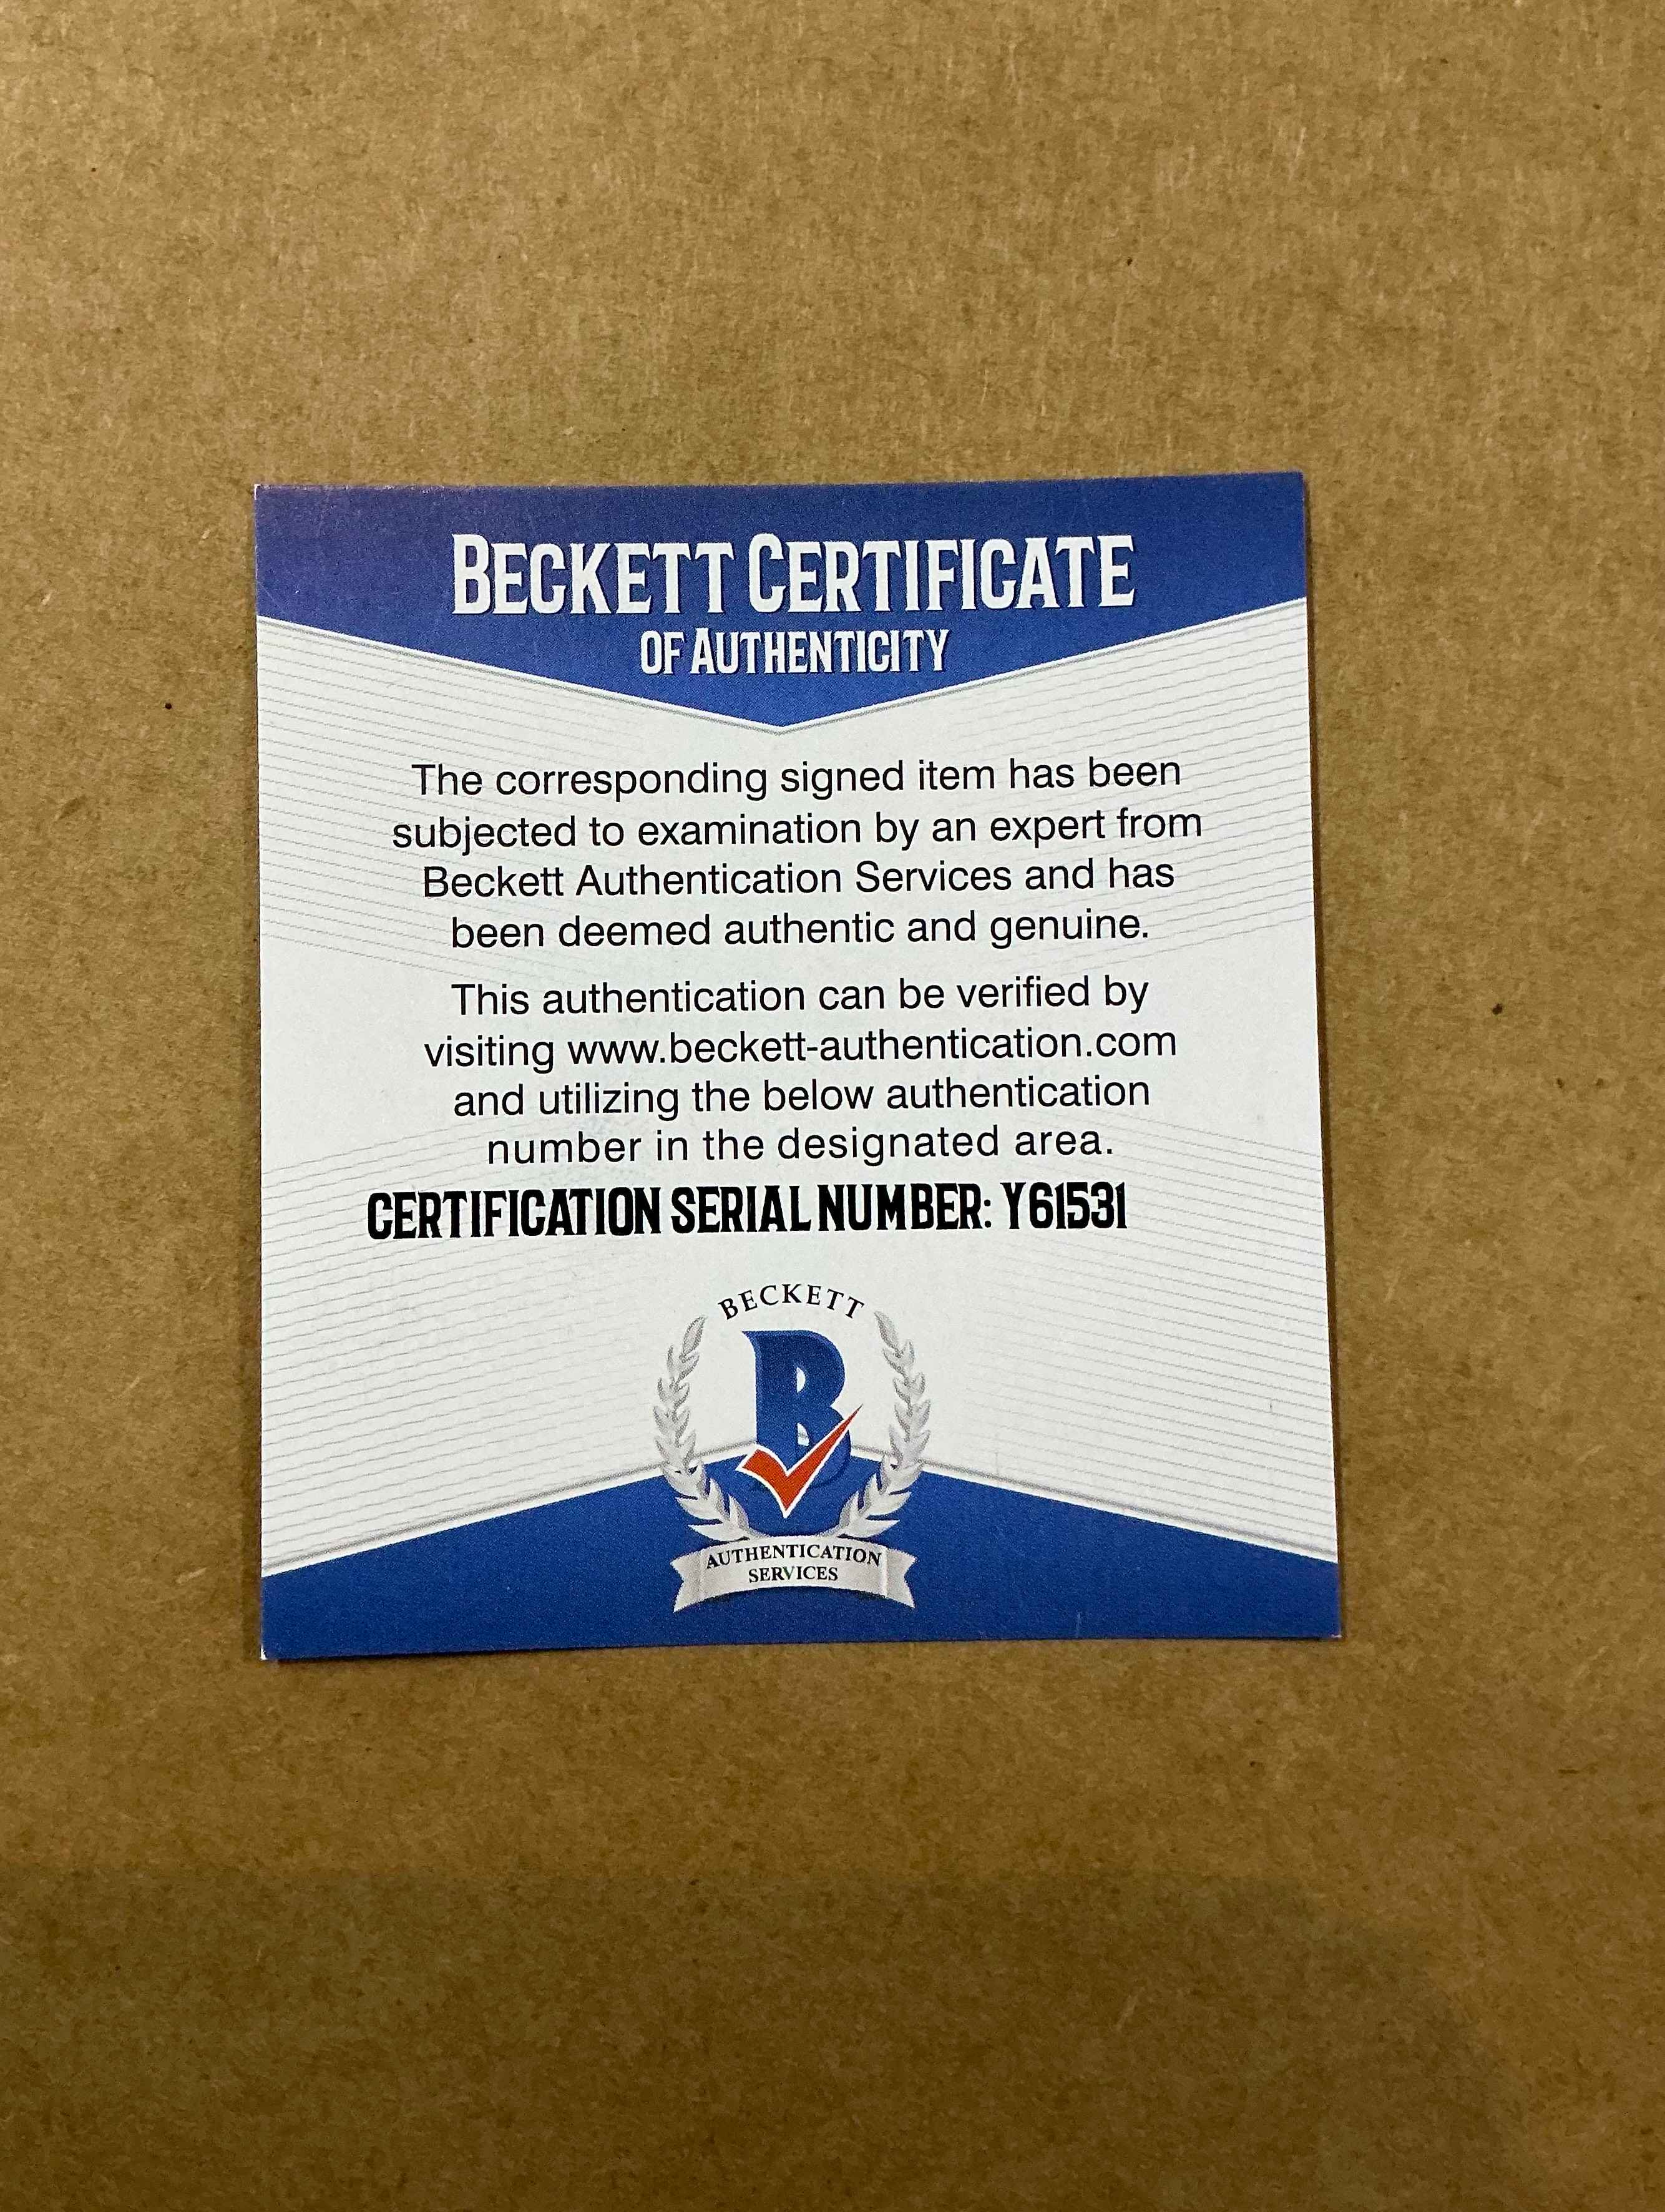 BECKETT CERTIFICATE
OF AUTHENTICITY
The corresponding signed item has been
subjected to examination by an expert from
Beckett Authentication Services and has
been deemed authentic and genuine.
This authentication can be verified by
visiting www.beckett-authentication.com
and utilizing the below authentication
number in the designated area.
CERTIFICATION SERIAL NUMBER: Y61531
BECKETT
B
AUTHENTICATION
SERVICES